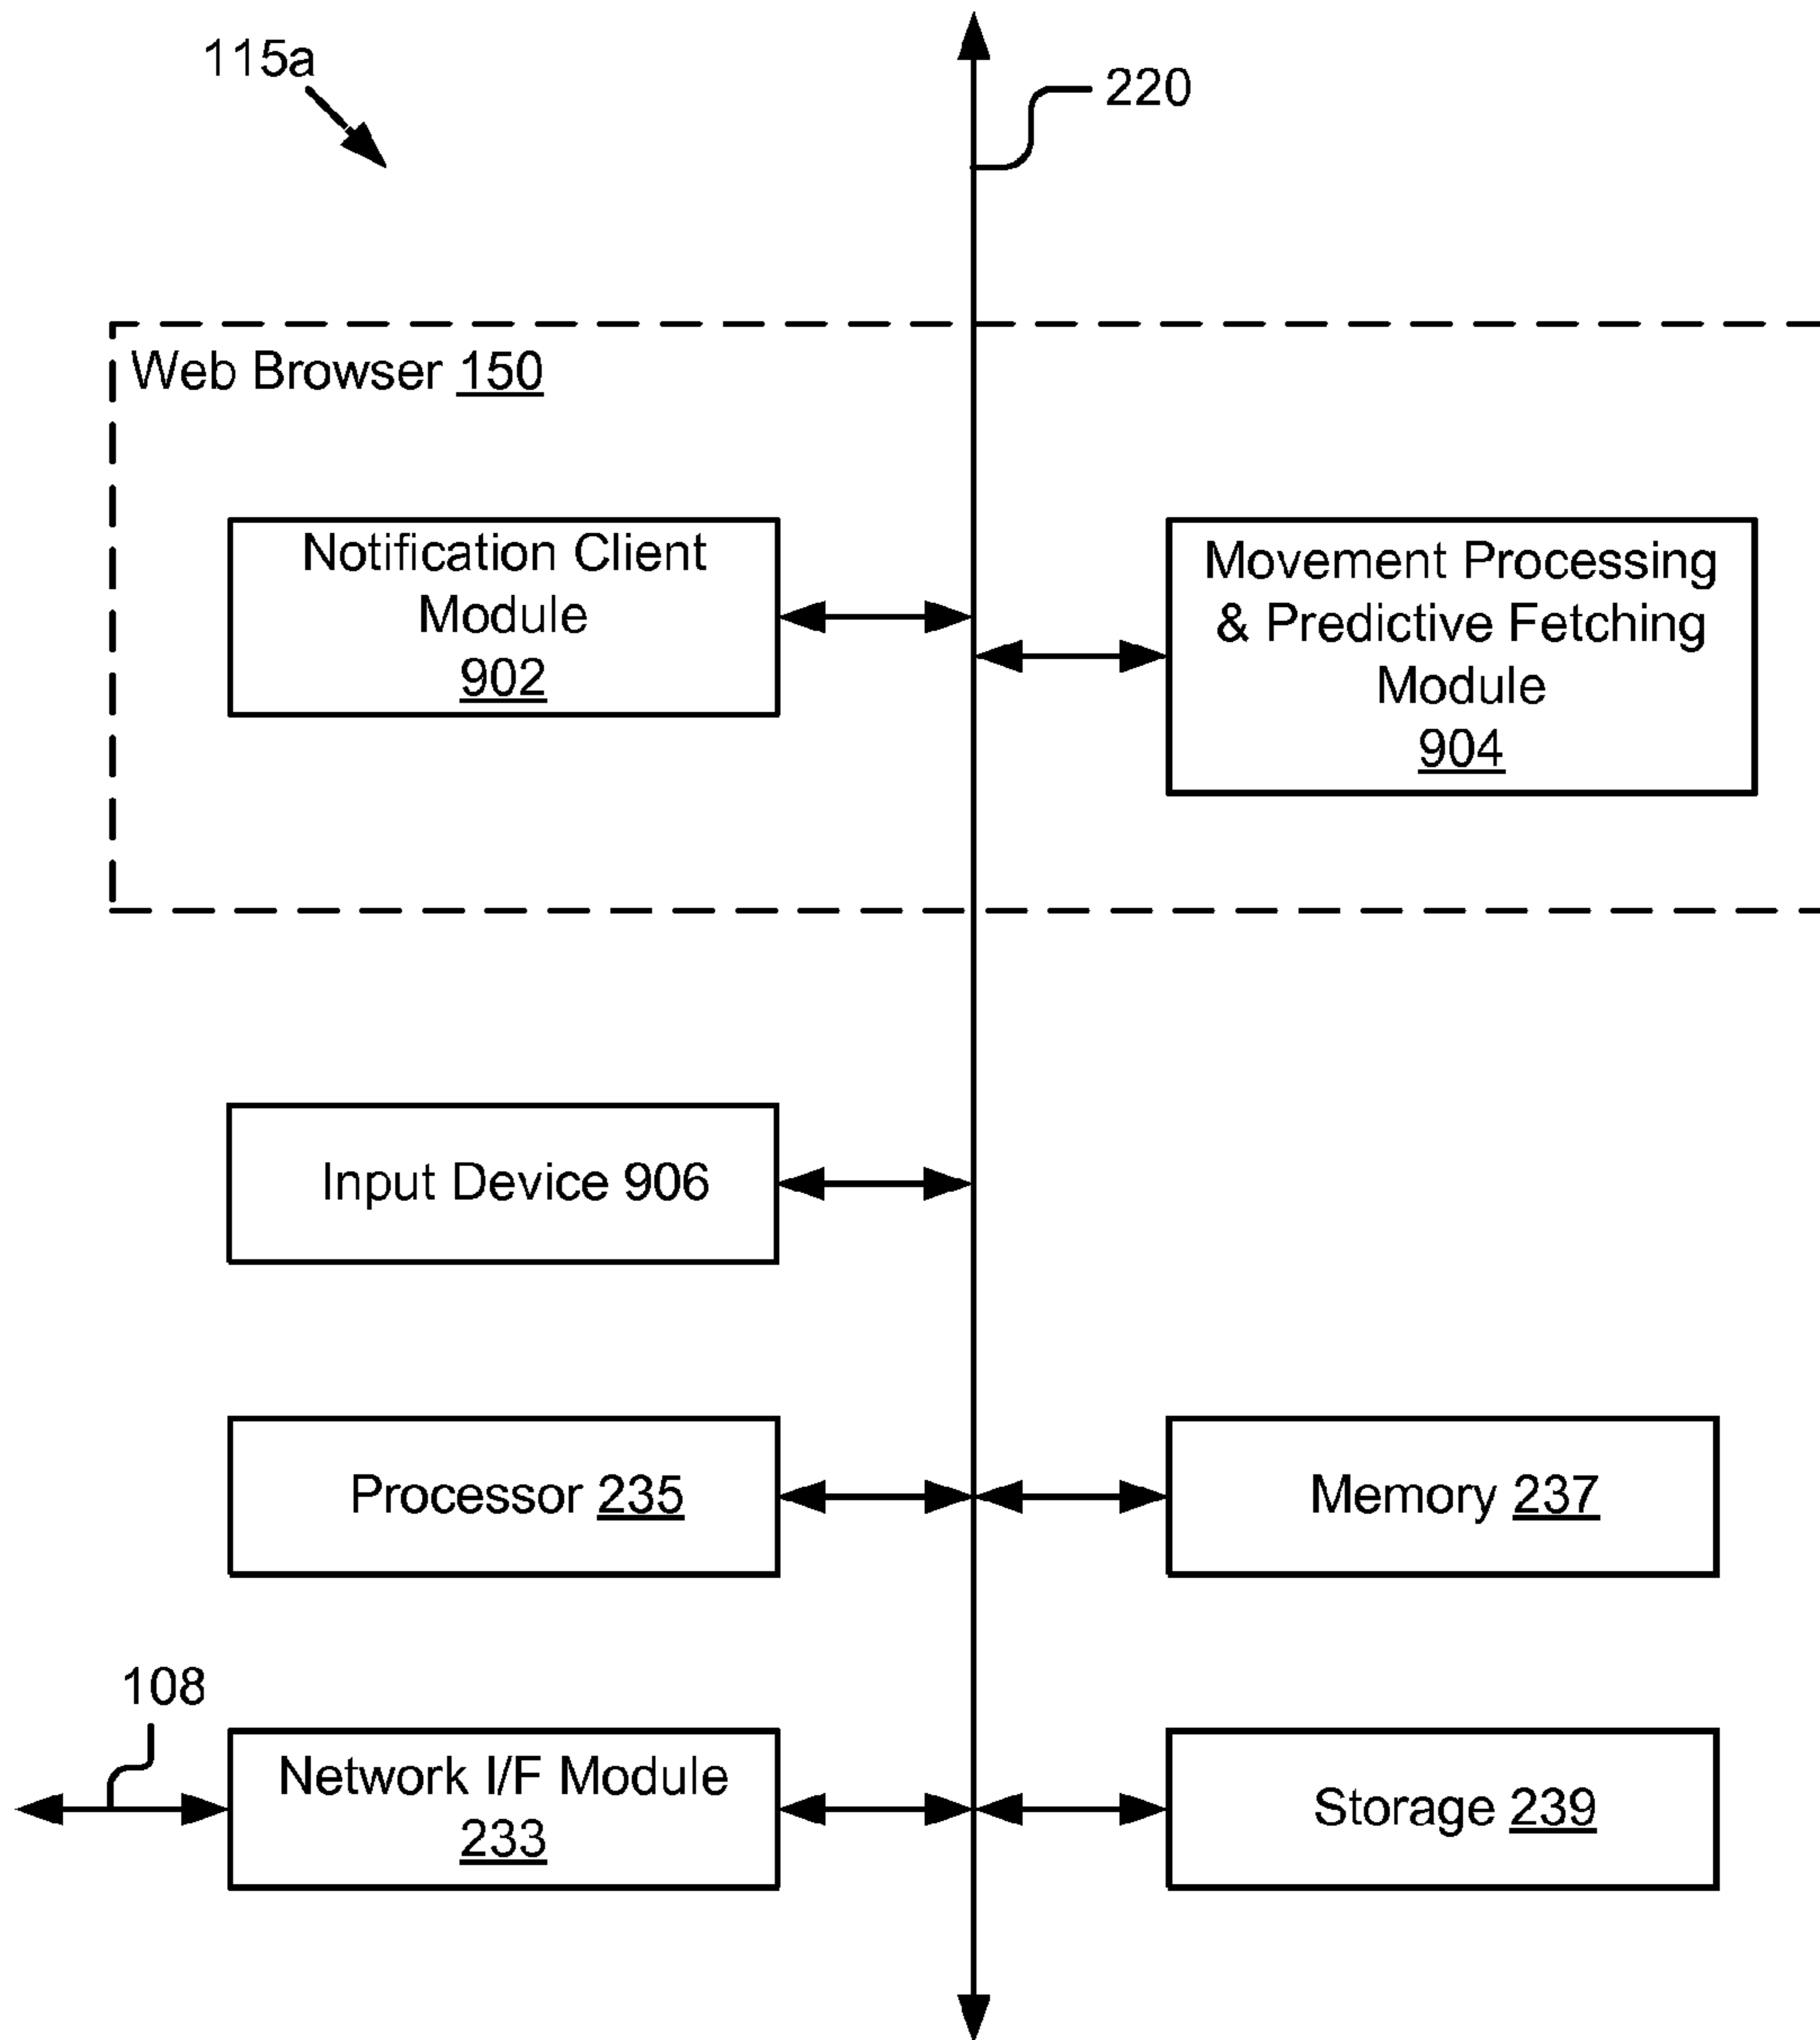 115a
220
Web Browser 150
Notification Client
Module
902
Movement Processing
& Predictive Fetching
Module
904
Input Device 906
Processor 235
Memory 237
108
Network I/F Module
233
Storage 239